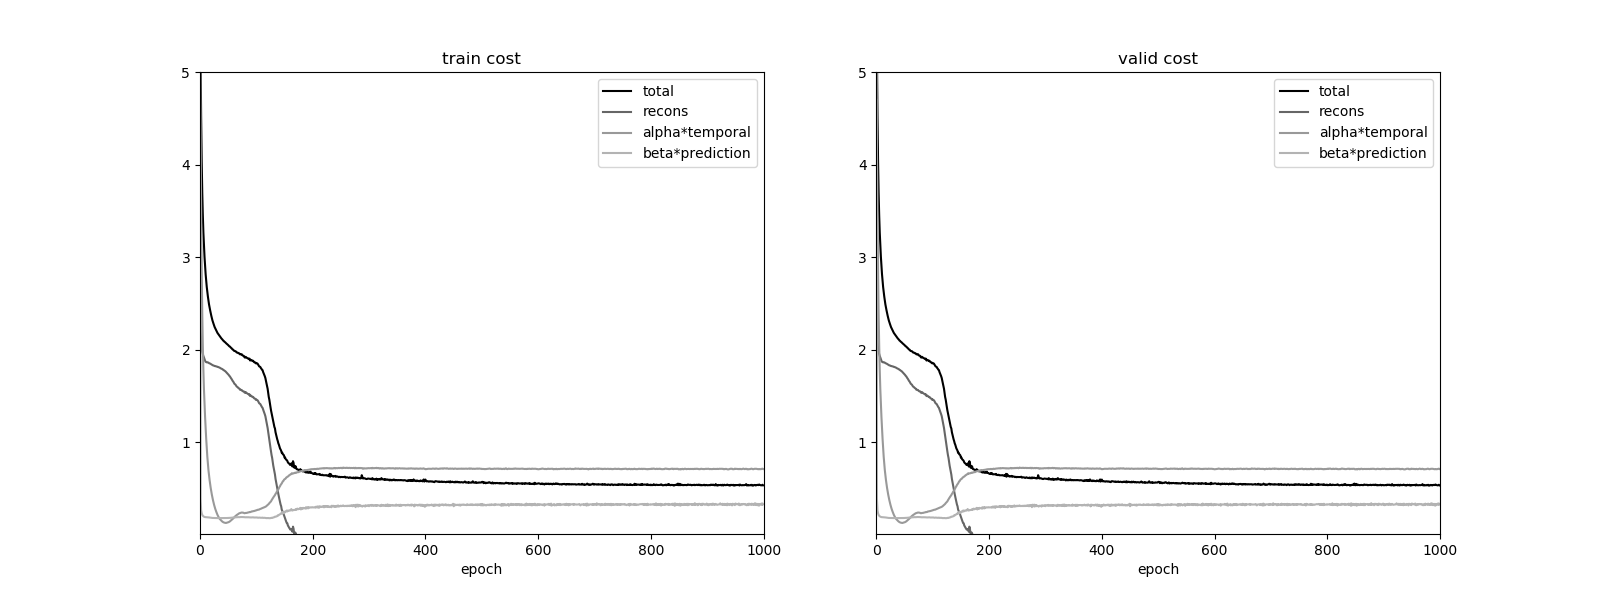 train cost
5
4
3
2
1
0 200 400 600 800 1000
epoch
total
recons
alpha*temporal
beta*prediction
valid cost
5
4
3
2
1
0 200 400 600 800 1000
epoch
total
recons
alpha*temporal
beta*prediction